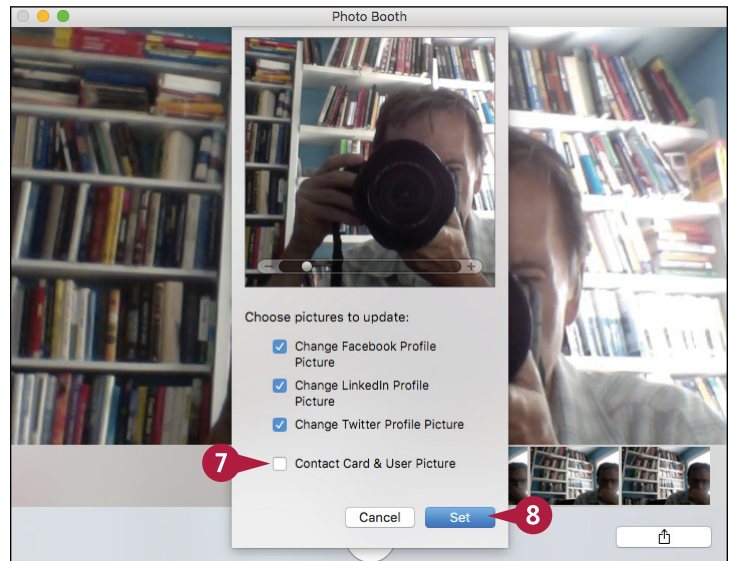 Photo Booth
Choose pictures to update:
Change Facebook Profile
Picture
Change LinkedIn Profile
Picture
Change Twitter Profile Picture
7
Contact Card & User Picture
Cancel
Set
8